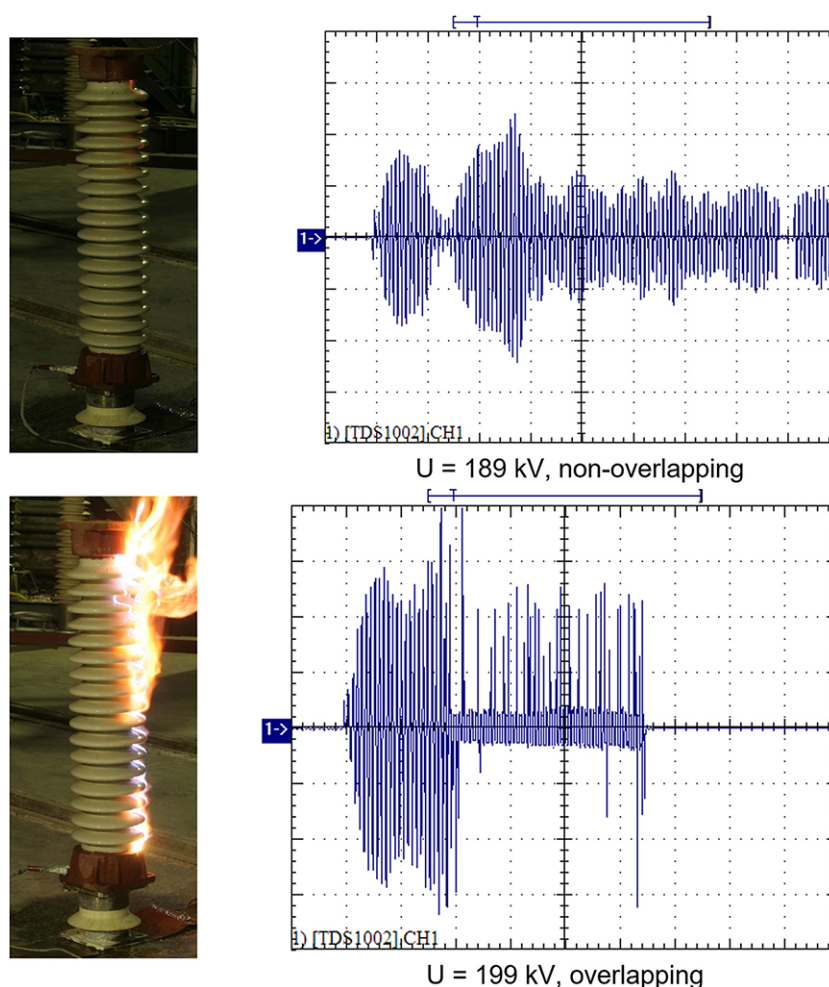 1->
1) [TDS1002].CH1
U = 189 kV, non-overlapping
1->
1) [TDS1002].CH1
U = 199 kV, overlapping